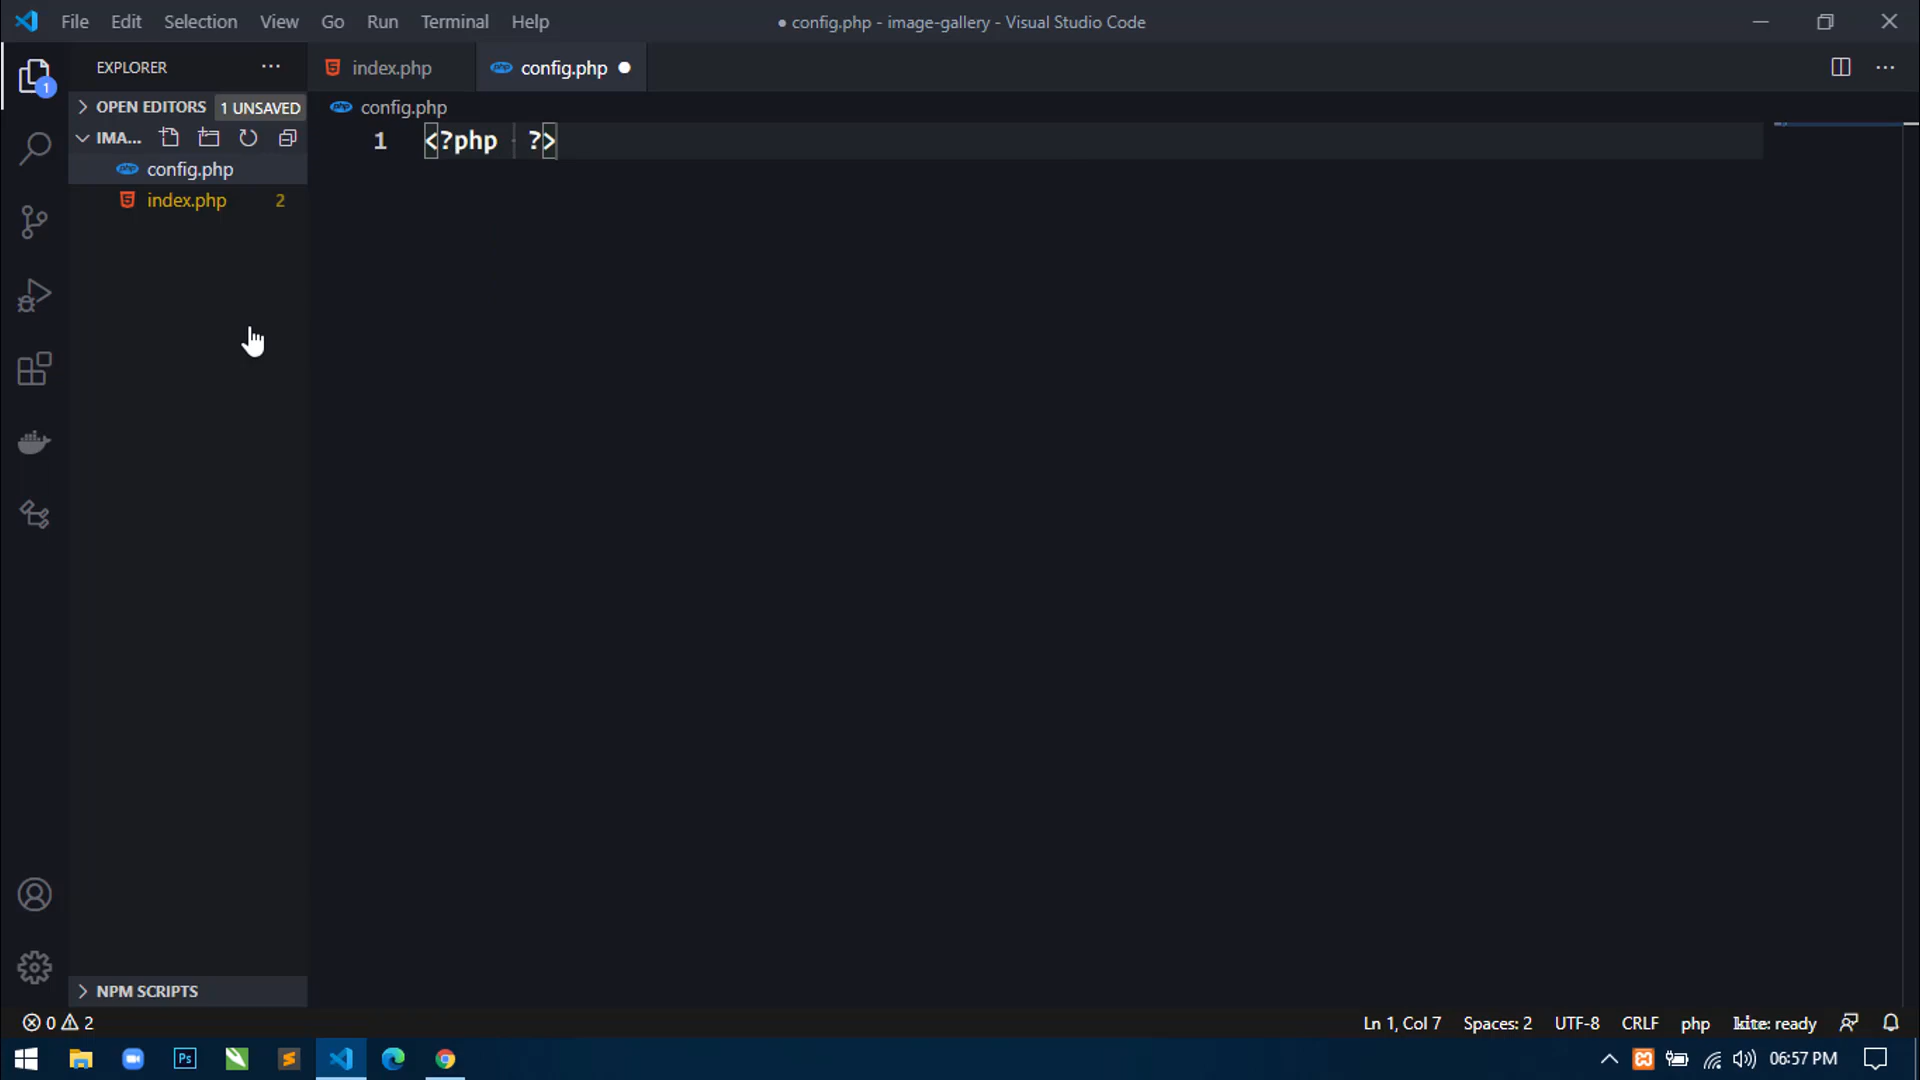 File Edit Selection View Go Run Terminal Help
● config.php - image-gallery - Visual Studio Code
EXPLORER
index.php
config.php
OPEN EDITORS 1 UNSAVED
IMA...
config.php
index.php 2
config.php
1 <?php ?>
1
NPM SCRIPTS
0 2
Ln 1, Col 7 Spaces: 2 UTF-8 CRLF php kite: ready
Ps
06:57 PM